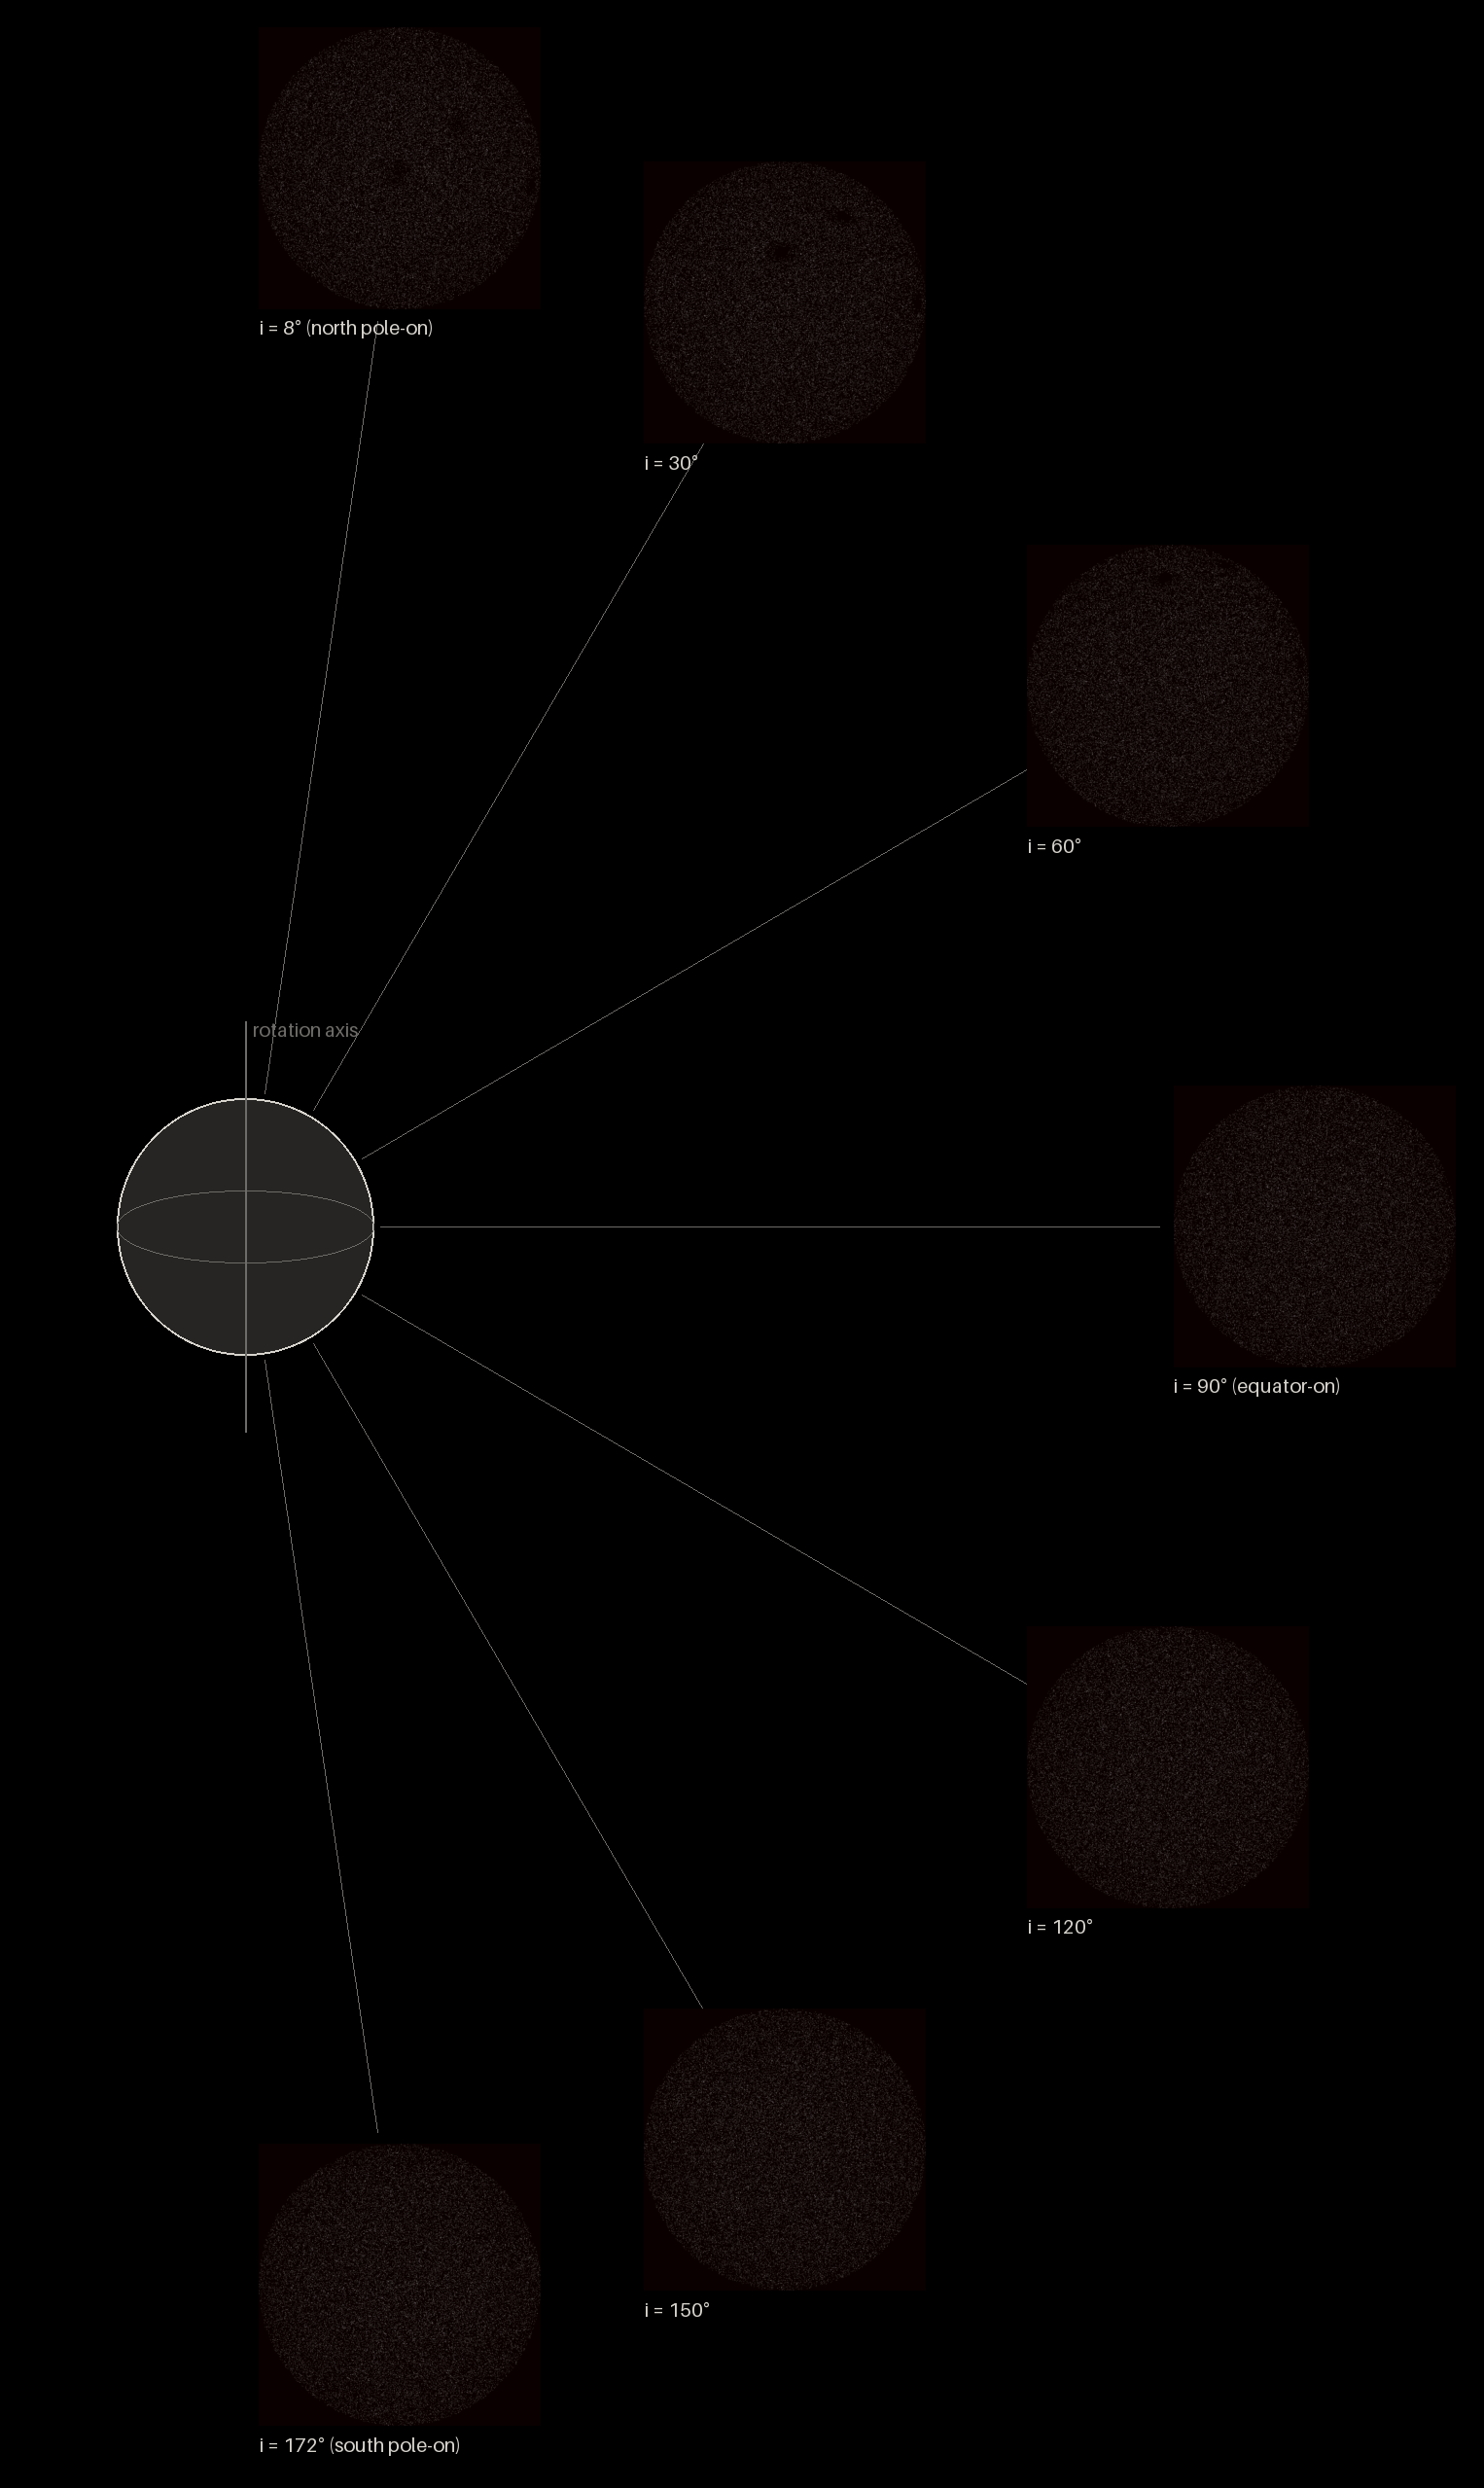 i = 8° (north pole-on)
i = 30°
i = 60°
rotation axis
i = 90° (equator-on)
i = 120°
i = 150°
i = 172° (south pole-on)